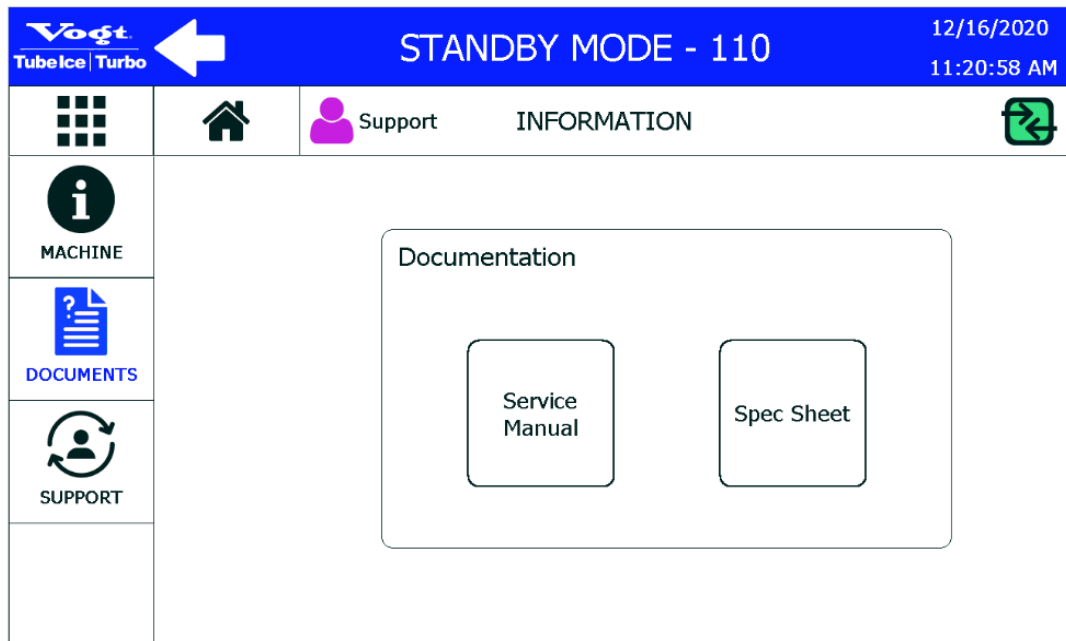 Vogt
Tube Ice | Turbo
STANDBY MODE - 110
12/16/2020
11:20:58 AM
Support
INFORMATION
MACHINE
DOCUMENTS
SUPPORT
Documentation
Service
Manual
Spec Sheet